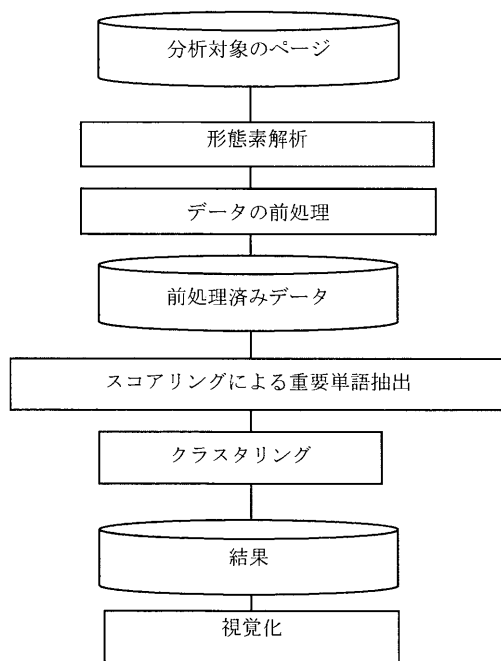 分析対象のページ
形態素解析
データの前処理
前処理済みデータ
スコアリングによる重要単語抽出
クラスタリング
結果
視覚化